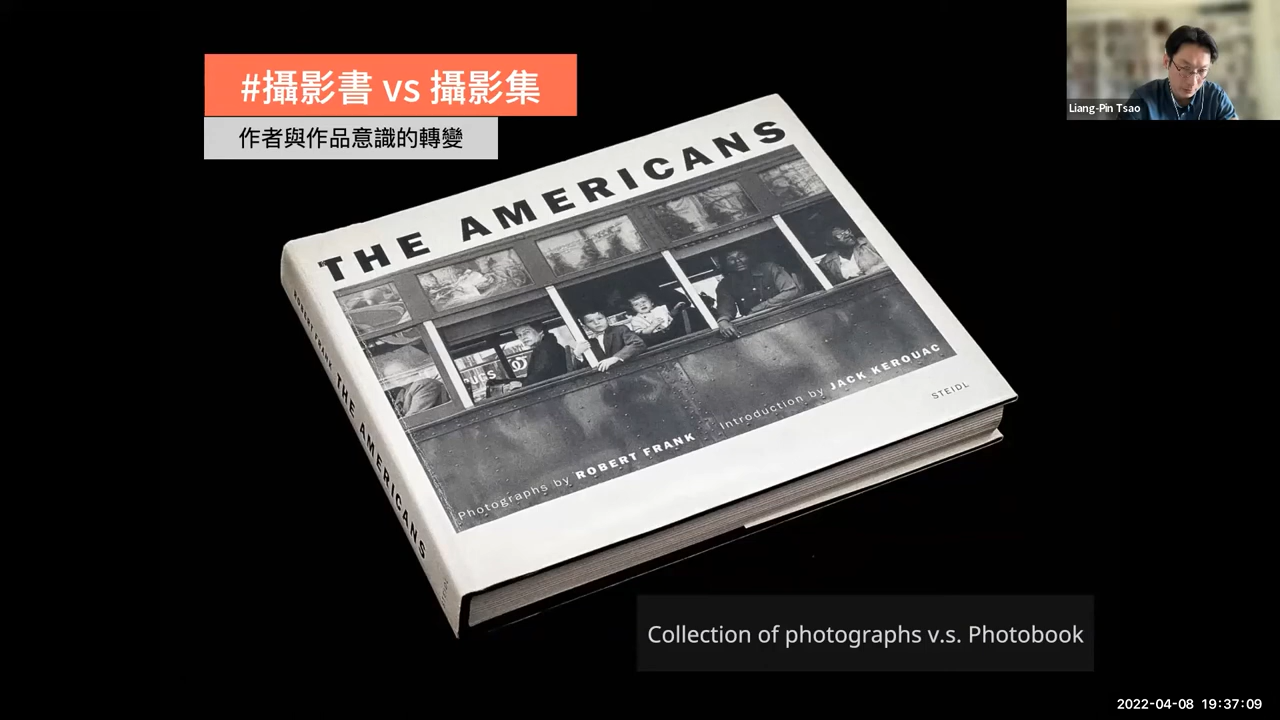 #攝影書 vs 攝影集
作者與作品意識的轉變
Liang-Pin Tsao
THE AMERICANS
UGS
Photographs by ROBERT FRANK
Introduction by JACK KEROUAC
STEIDL
ROBERT FRANK THE AMERICANS STEIDL
Collection of photographs v.s. Photobook
2022-04-08 19:37:09